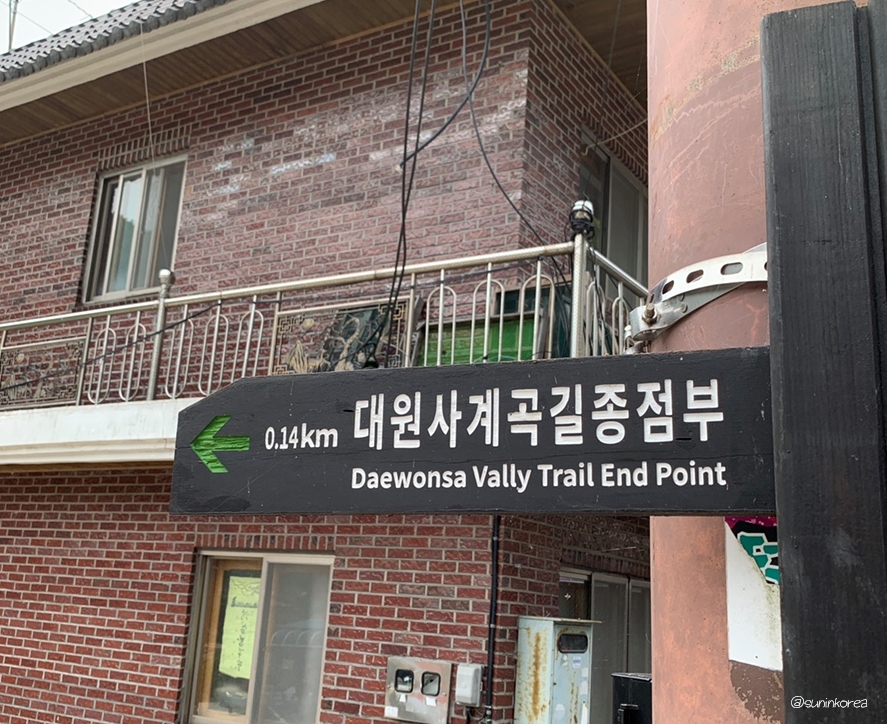 0.14km 대원사계곡길종점부
Daewonsa Vally Trail End Point
@suninkorea